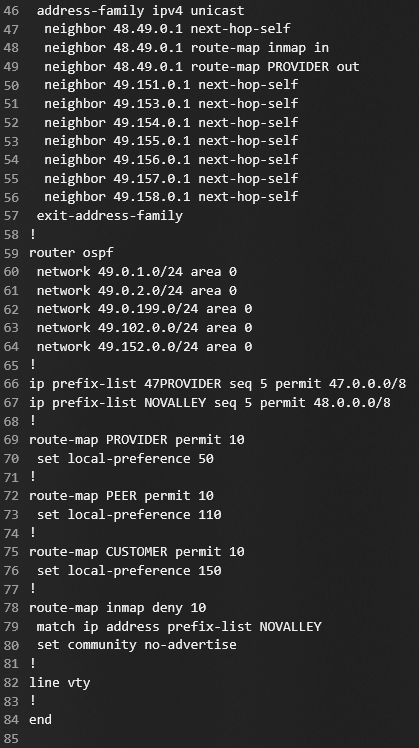 46 address-family ipv4 unicast
47 neighbor 48.49.0.1 next-hop-self
48 neighbor 48.49.0.1 route-map inmap in
49 neighbor 48.49.0.1 route-map PROVIDER out
50 neighbor 49.151.0.1 next-hop-self
51 neighbor 49.153.0.1 next-hop-self
52 neighbor 49.154.0.1 next-hop-self
53 neighbor 49.155.0.1 next-hop-self
54 neighbor 49.156.0.1 next-hop-self
55 neighbor 49.157.0.1 next-hop-self
56 neighbor 49.158.0.1 next-hop-self
57 exit-address-family
58 !
59 router ospf
60 network 49.0.1.0/24 area 0
61 network 49.0.2.0/24 area 0
62 network 49.0.199.0/24 area 0
63 network 49.102.0.0/24 area 0
64 network 49.152.0.0/24 area 0
65 !
66 ip prefix-list 47PROVIDER seq 5 permit 47.0.0.0/8
67 ip prefix-list NOVALLEY seq 5 permit 48.0.0.0/8
68 !
69 route-map PROVIDER permit 10
70 set local-preference 50
71 !
72 route-map PEER permit 10
73 set local-preference 110
74 !
75 route-map CUSTOMER permit 10
76 set local-preference 150
77 !
78 route-map inmap deny 10
79 match ip address prefix-list NOVALLEY
80 set community no-advertise
81 !
82 line vty
83 !
84 end
85